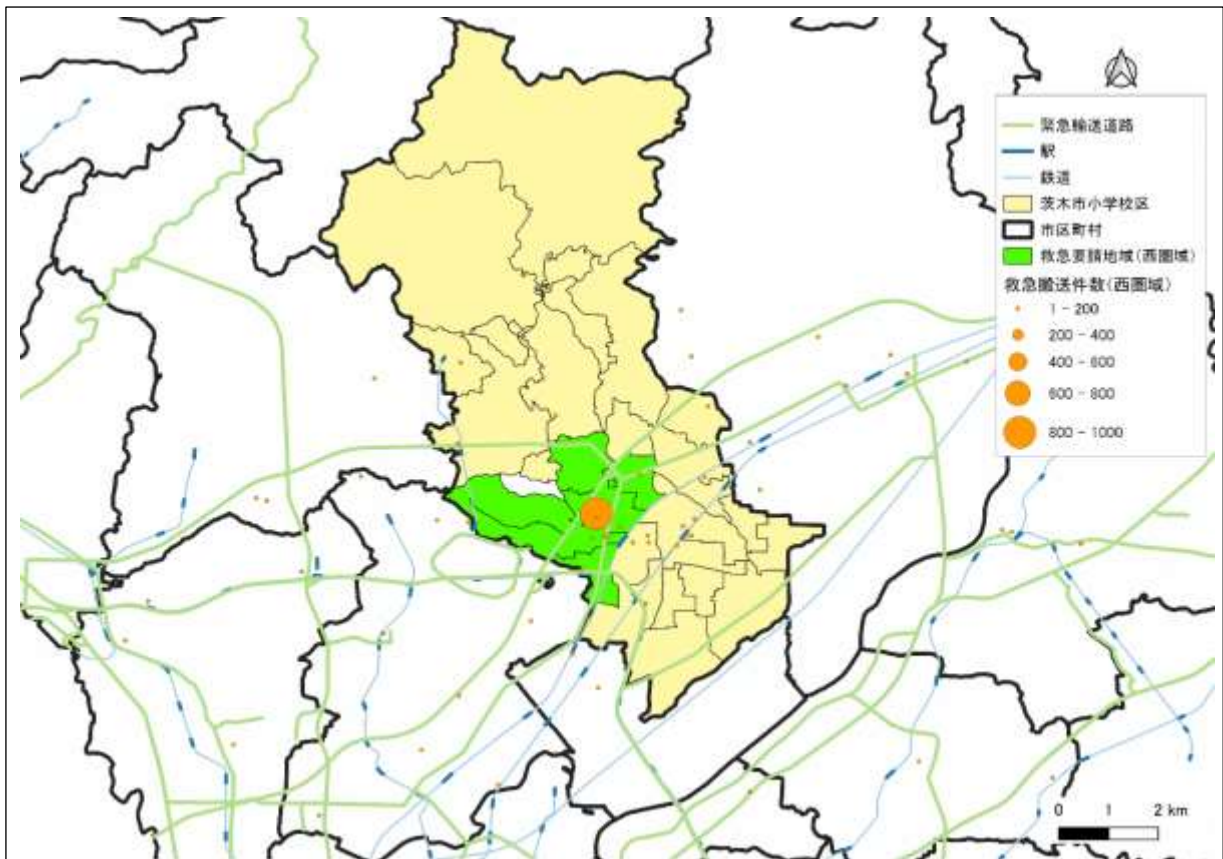 緊急輸送道路
駅
鉄道
茨木市小学校区
市区町村
救急要請地域(西圏域)
救急搬送件数(西圏域)
1 - 200
200 - 400
400 - 600
600 - 800
800 - 1000
13
0 1 2 km